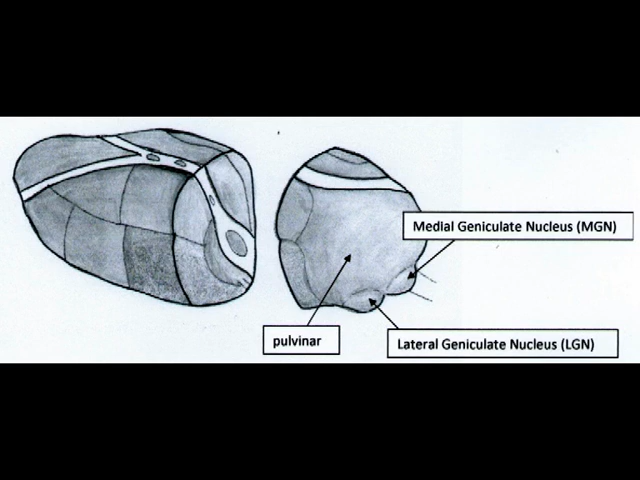 Medial Geniculate Nucleus (MGN)
pulvinar
Lateral Geniculate Nucleus (LGN)